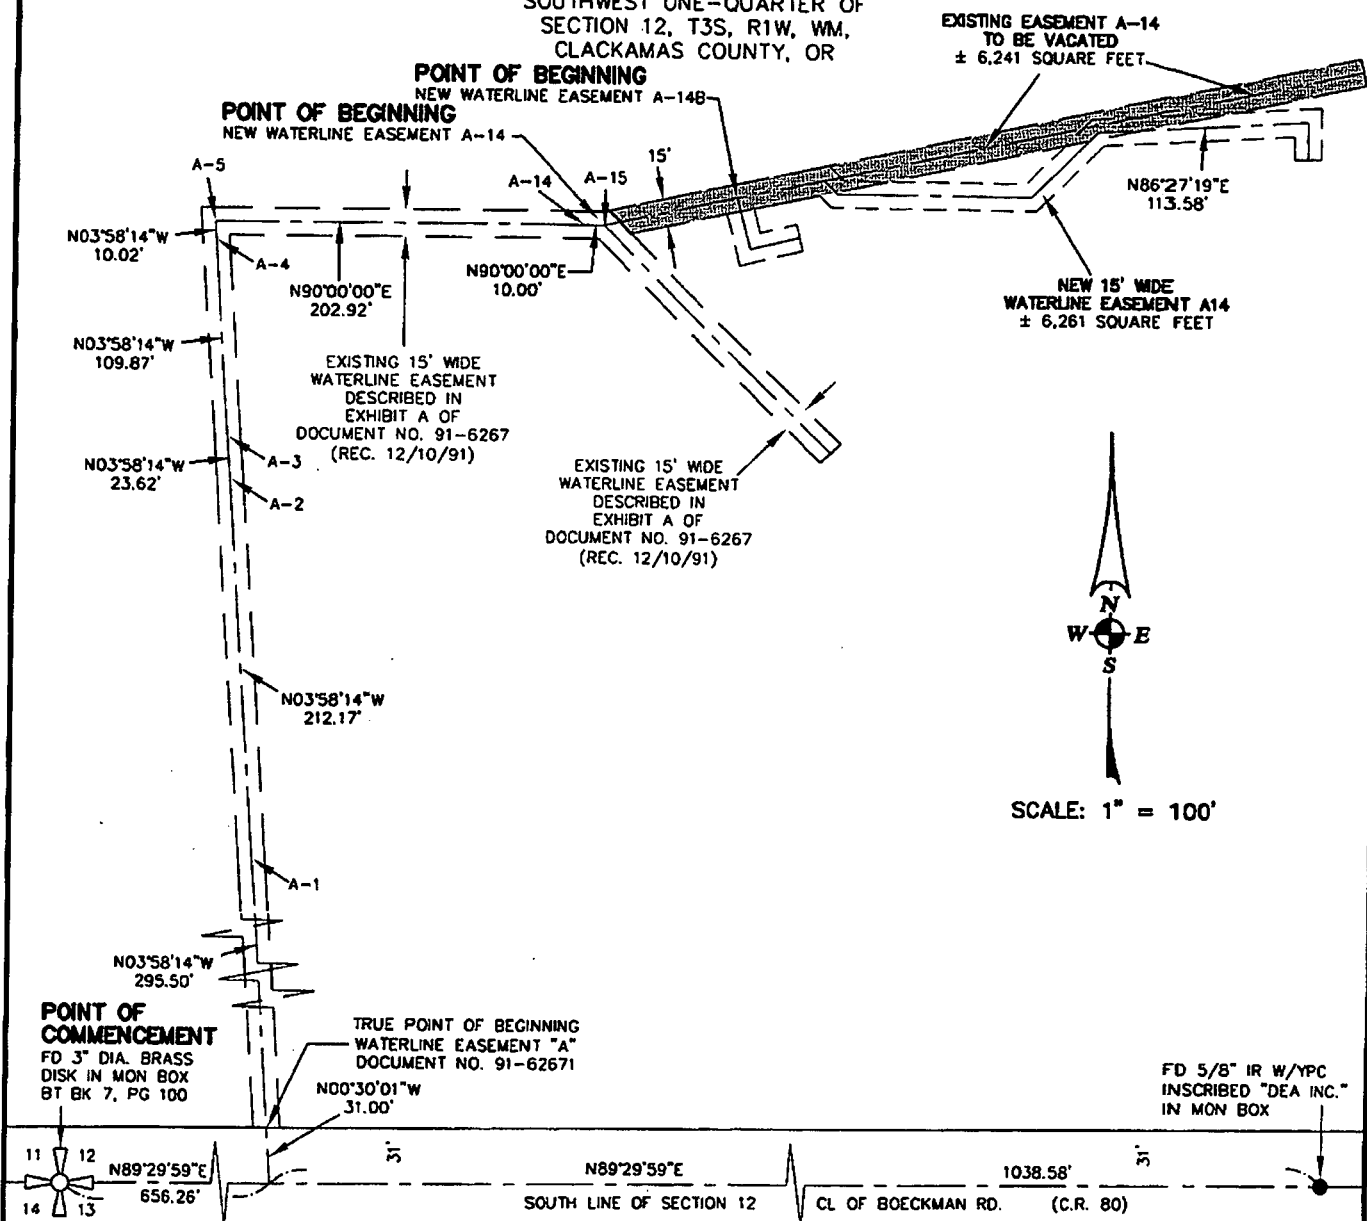 SOUTHWEST ONE-QUARTER OF
SECTION 12, T3S, R1W, WM,
CLACKAMAS COUNTY, OR
EXISTING EASEMENT A-14
TO BE VACATED
± 6,241 SQUARE FEET
POINT OF BEGINNING
NEW WATERLINE EASEMENT A-14B
POINT OF BEGINNING
NEW WATERLINE EASEMENT A-14
A-5
A-14
A-15
15'
N86°27'19"E
113.58'
N03°58'14"W
10.02'
A-4
N90°00'00"E
202.92'
N90°00'00"E
10.00'
NEW 15' WIDE
WATERLINE EASEMENT A14
± 6,261 SQUARE FEET
N03°58'14"W
109.87'
EXISTING 15' WIDE
WATERLINE EASEMENT
DESCRIBED IN
EXHIBIT A OF
DOCUMENT NO. 91-6267
(REC. 12/10/91)
N03°58'14"W
23.62'
A-3
A-2
EXISTING 15' WIDE
WATERLINE EASEMENT
DESCRIBED IN
EXHIBIT A OF
DOCUMENT NO. 91-6267
(REC. 12/10/91)
N
W E
S
N03°58'14"W
212.17'
SCALE: 1" = 100'
A-1
N03°58'14"W
295.50'
POINT OF
COMMENCEMENT
FD 3" DIA. BRASS
DISK IN MON BOX
BT BK 7, PG 100
TRUE POINT OF BEGINNING
WATERLINE EASEMENT "A"
DOCUMENT NO. 91-62671
N00°30'01"W
31.00'
FD 5/8" IR W/YPC
INSCRIBED "DEA INC."
IN MON BOX
11 12
14 13
N89°29'59"E
656.26'
31'
N89°29'59"E
1038.58'
31'
SOUTH LINE OF SECTION 12
CL OF BOECKMAN RD. (C.R. 80)